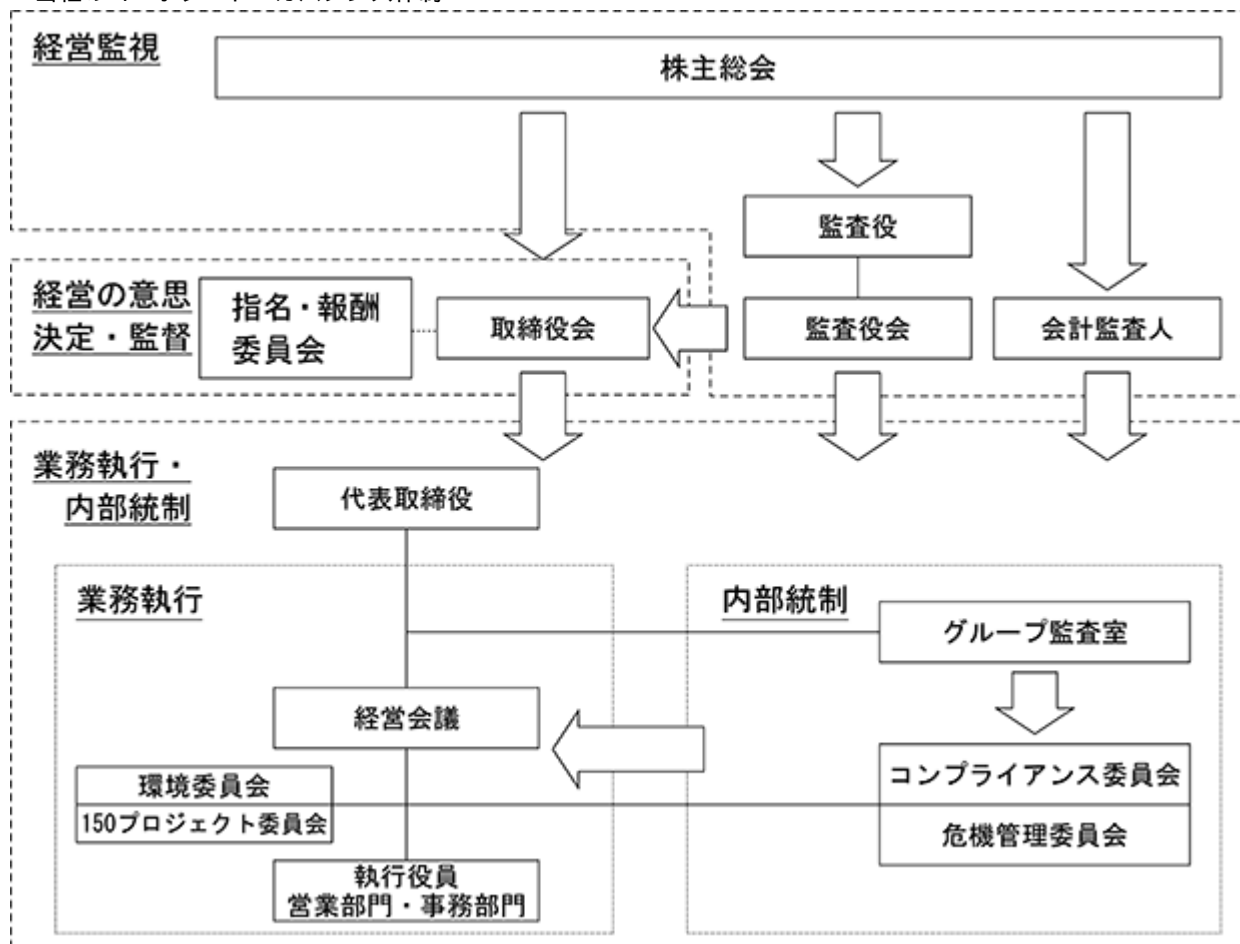 経営監視
株主総会
監査役
経営の意思
決定・監督
指名・報酬
委員会
取締役会
監査役会
会計監査人
業務執行・
内部統制
代表取締役
業務執行
内部統制
グループ監査室
経営会議
環境委員会
150プロジェクト委員会
コンプライアンス委員会
危機管理委員会
執行役員
営業部門・事務部門